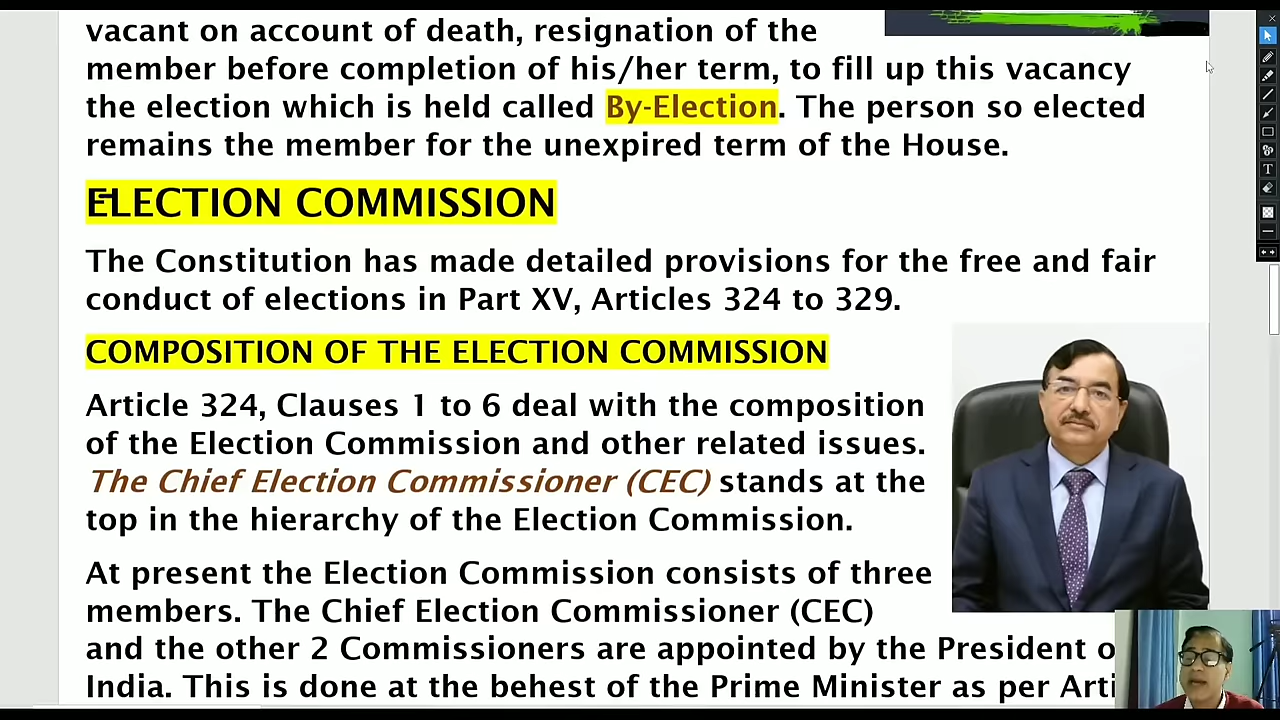 vacant on account of death, resignation of the
member before completion of his/her term, to fill up this vacancy
the election which is held called By-Election. The person so elected
remains the member for the unexpired term of the House.
ELECTION COMMISSION
The Constitution has made detailed provisions for the free and fair
conduct of elections in Part XV, Articles 324 to 329.
COMPOSITION OF THE ELECTION COMMISSION
Article 324, Clauses 1 to 6 deal with the composition
of the Election Commission and other related issues.
The Chief Election Commissioner (CEC) stands at the
top in the hierarchy of the Election Commission.
At present the Election Commission consists of three
members. The Chief Election Commissioner (CEC)
and the other 2 Commissioners are appointed by the President o
India. This is done at the behest of the Prime Minister as per Arti